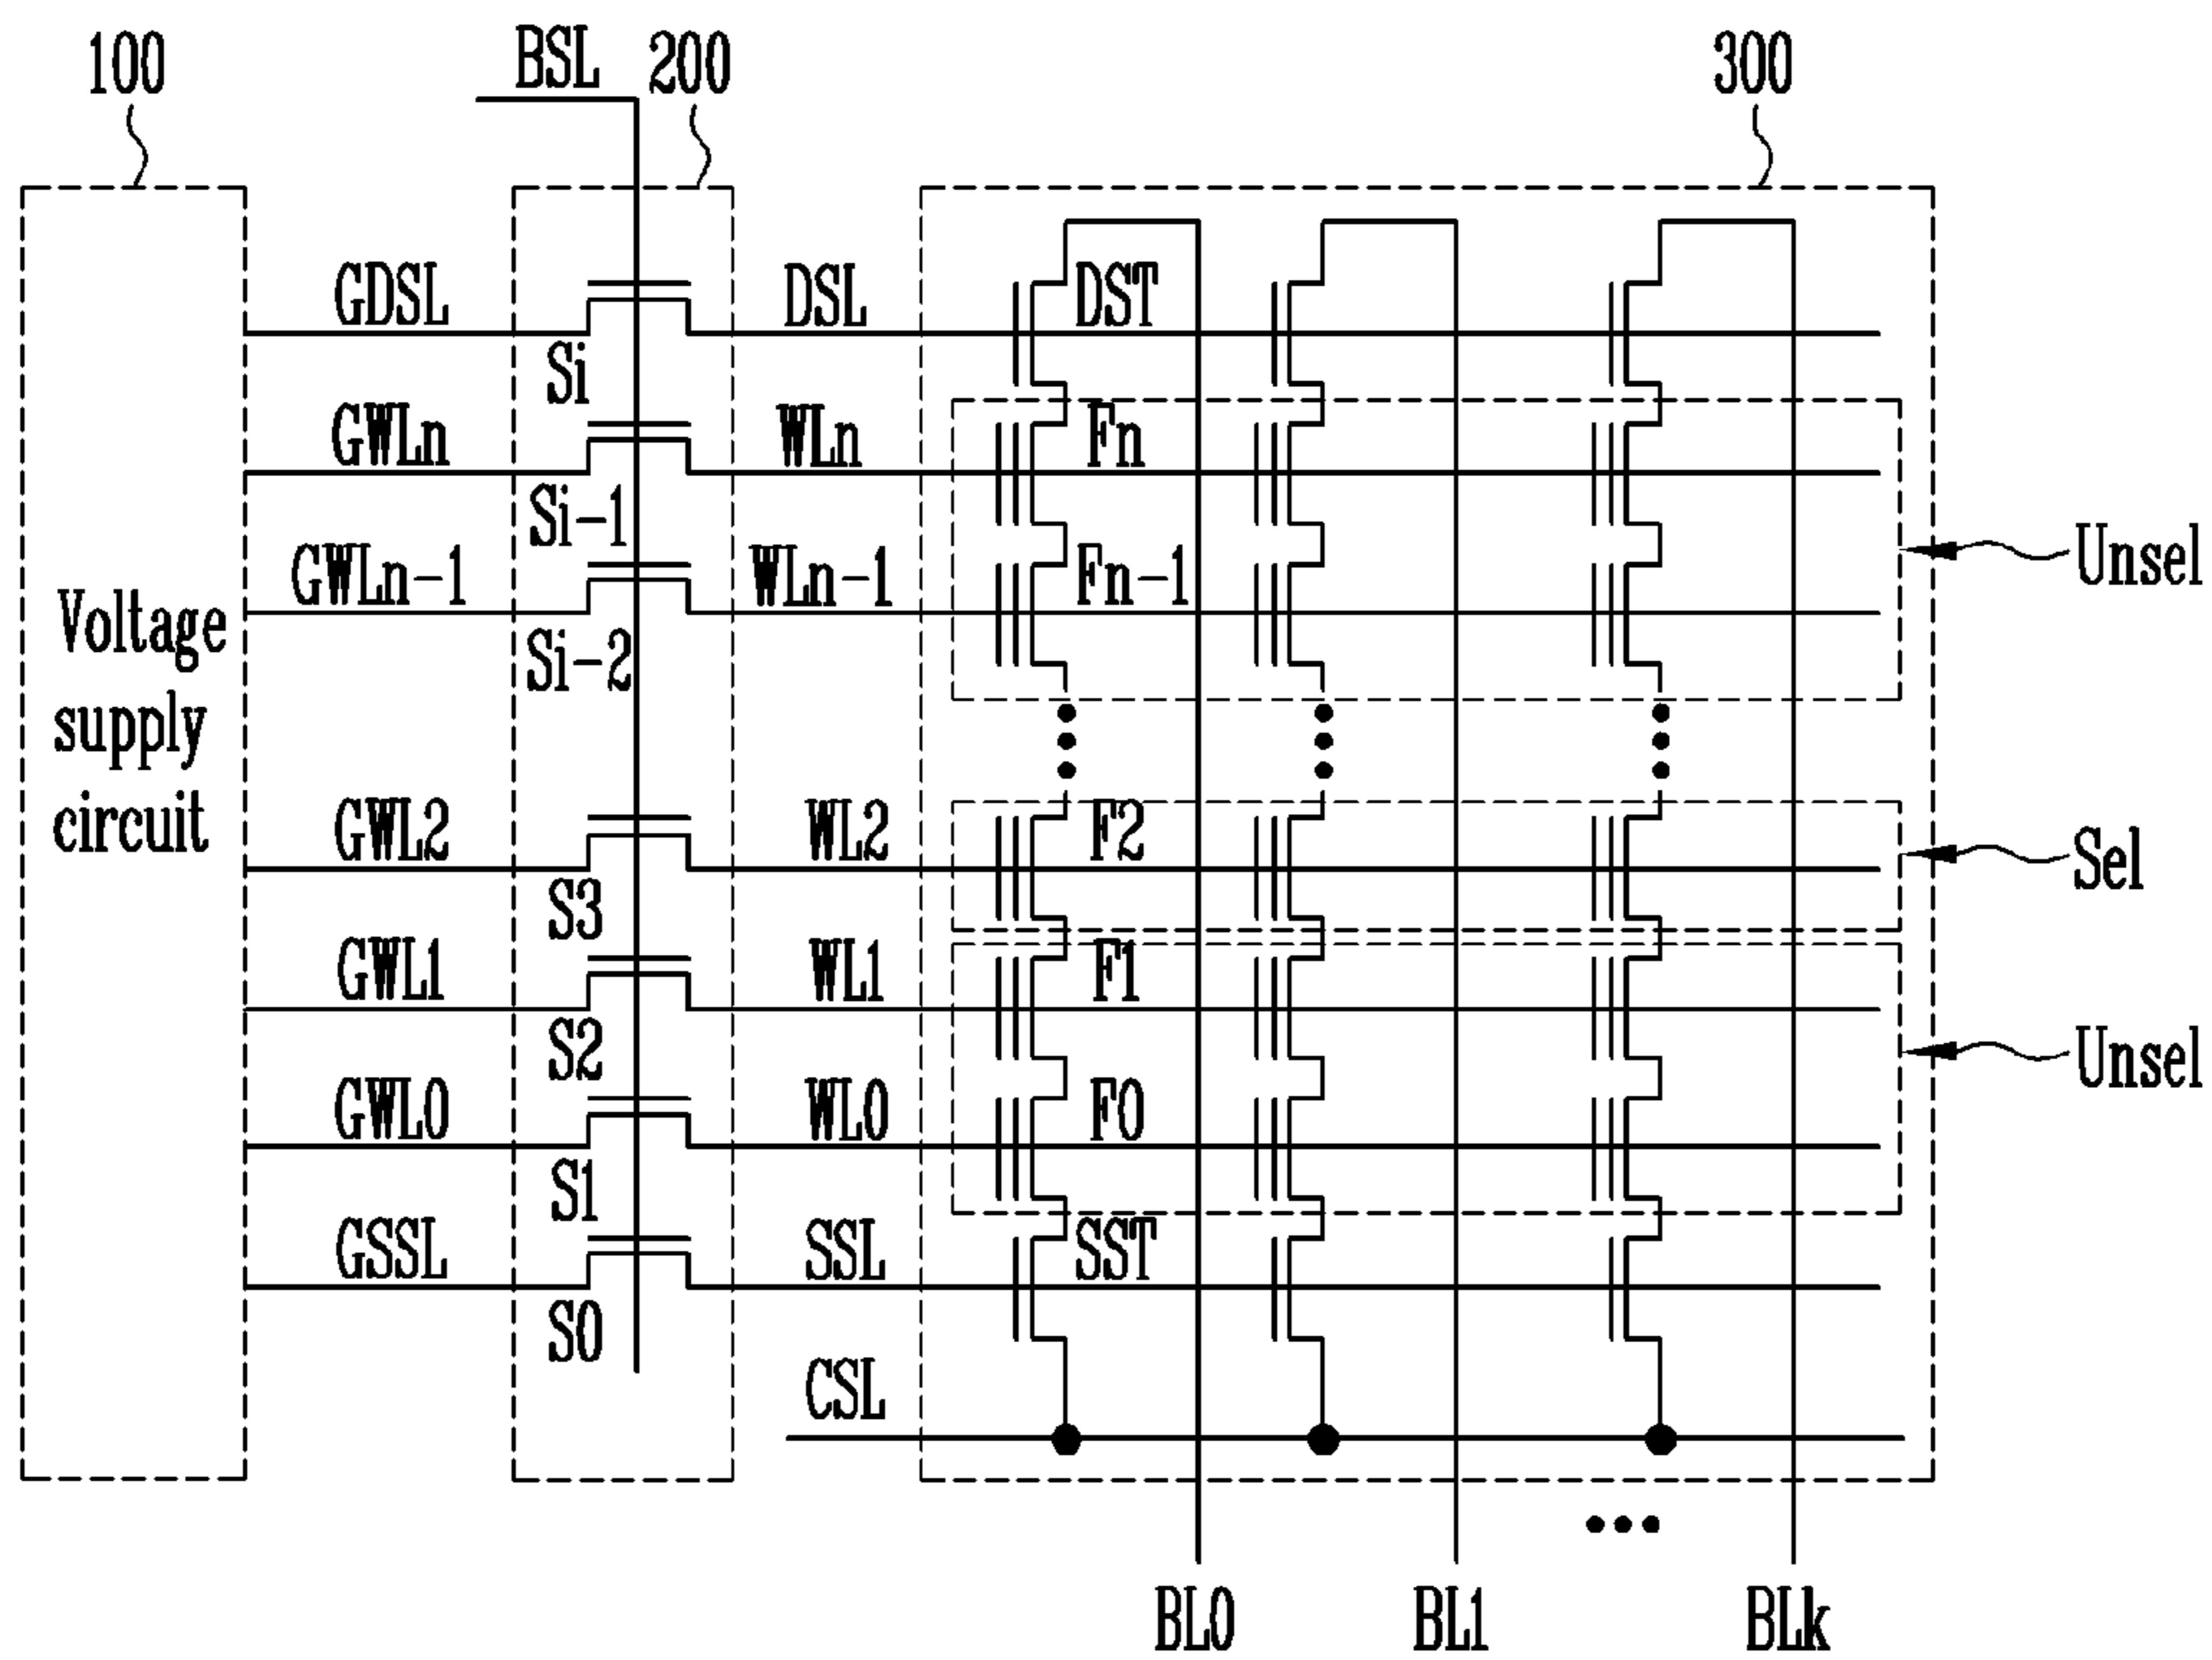 100
BSL
200
300
GDSL
DSL
DST
Si
GWLn
WLn
Fn
Si-1
GWLn-1
WLn-1
Fn-1
Unsel
Voltage
supply
circuit
Si-2
GWL2
WL2
F2
Sel
S3
GWL1
WL1
F1
S2
Unsel
GWL0
WL0
F0
S1
GSSL
SSL
SST
S0
CSL
BL0
BL1
BLk